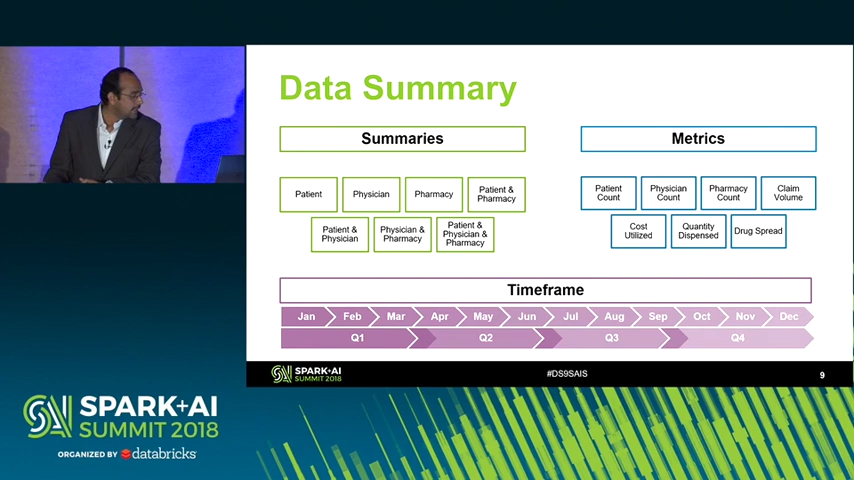 Data Summary
Summaries
Metrics
Patient
Physician
Pharmacy
Patient &
Pharmacy
Patient &
Physician
Physician &
Pharmacy
Patient &
Physician &
Pharmacy
Patient
Count
Physician
Count
Pharmacy
Count
Claim
Volume
Cost
Utilized
Quantity
Dispensed
Drug Spread
Timeframe
Jan Feb Mar Apr May Jun Jul Aug Sep Oct Nov Dec
Q1 Q2 Q3 Q4
SPARK+AI
SUMMIT 2018
#DS9SAIS
9
SPARK+AI
SUMMIT 2018
ORGANIZED BY databricks